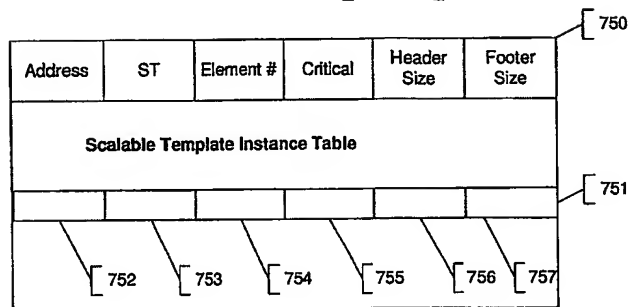 750
Address ST Element # Critical Header Size Footer Size
Scalable Template Instance Table
751
752 753 754 755 756 757